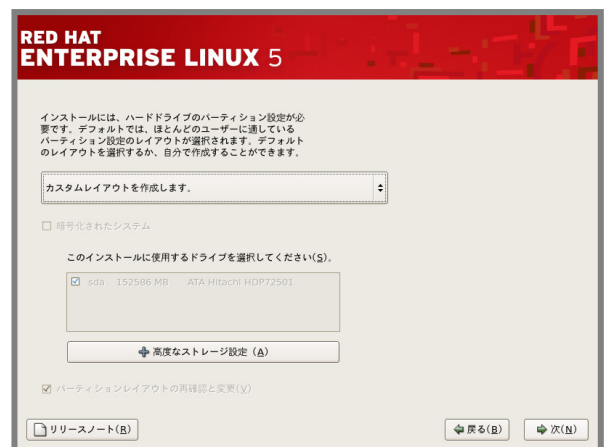 RED HAT
ENTERPRISE LINUX 5
インストールには、ハードドライブのパーティション設定が必
要です。デフォルトでは、ほとんどのユーザーに適している
パーティション設定のレイアウトが選択されます。デフォルト
のレイアウトを選択するか、自分で作成することができます。
カスタムレイアウトを作成します。
暗号化されたシステム
このインストールに使用するドライブを選択してください(S)。
sda 152586 MB ATA Hitachi HDP72501
高度なストレージ設定 (A)
パーティションレイアウトの再確認と変更(V)
リリースノート(R)
戻る(B)
次(N)